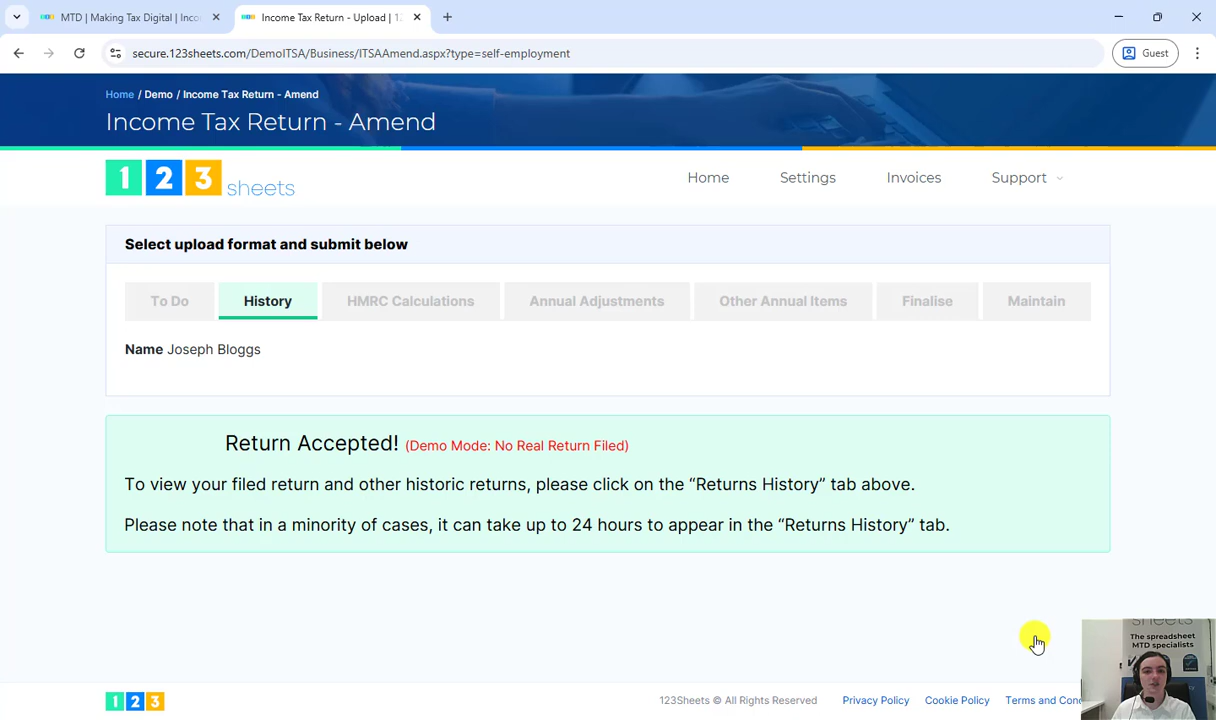 MTD | Making Tax Digital | Inco
Income Tax Return - Upload | 1
secure.123sheets.com/DemoITSA/Business/ITSAAmend.aspx?type=self-employment
Guest
Home / Demo / Income Tax Return - Amend
Income Tax Return - Amend
1 2 3 sheets
Home Settings Invoices Support
Select upload format and submit below
To Do History HMRC Calculations Annual Adjustments Other Annual Items Finalise Maintain
Name Joseph Bloggs
Return Accepted! (Demo Mode: No Real Return Filed)
To view your filed return and other historic returns, please click on the “Returns History” tab above.
Please note that in a minority of cases, it can take up to 24 hours to appear in the “Returns History” tab.
sheets
The spreadsheet
MTD specialists
1 2 3
123Sheets © All Rights Reserved Privacy Policy Cookie Policy Terms and Cond